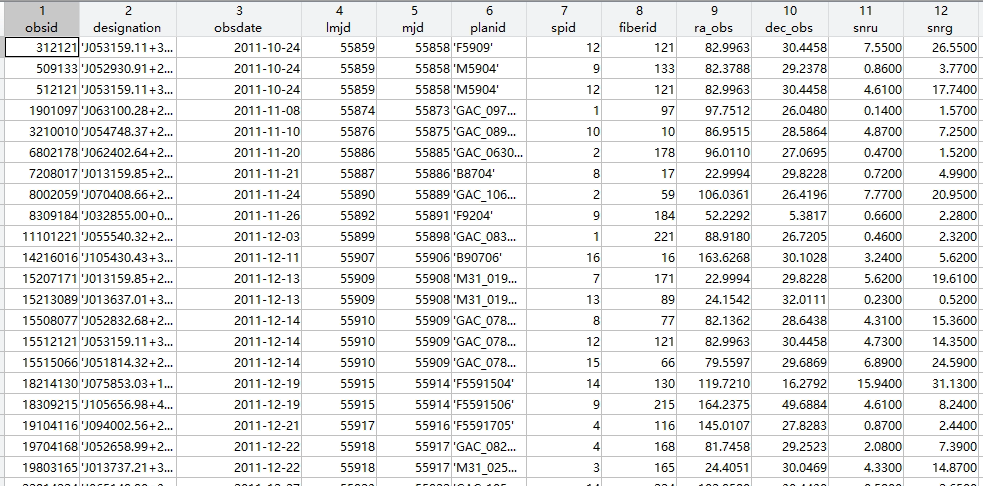 1 2 3 4 5 6 7 8 9 10 11 12
obsid designation obsdate lmjd mjd planid spid fiberid ra_obs dec_obs snru snrg
312121 'J053159.11+3... 2011-10-24 55859 55858 'F5909' 12 121 82.9963 30.4458 7.5500 26.5500
509133 'J052930.91+2... 2011-10-24 55859 55858 'M5904' 9 133 82.3788 29.2378 0.8600 3.7700
512121 'J053159.11+3... 2011-10-24 55859 55858 'M5904' 12 121 82.9963 30.4458 4.6100 17.7400
1901097 'J063100.28+2... 2011-11-08 55874 55873 'GAC_097... 1 97 97.7512 26.0480 0.1400 1.5700
3210010 'J054748.37+2... 2011-11-10 55876 55875 'GAC_089... 10 10 86.9515 28.5864 4.8700 7.2500
6802178 'J062402.64+2... 2011-11-20 55886 55885 'GAC_0630... 2 178 96.0110 27.0695 0.4700 1.5200
7208017 'J013159.85+2... 2011-11-21 55887 55886 'B8704' 8 17 22.9994 29.8228 0.7200 4.9900
8002059 'J070408.66+2... 2011-11-24 55890 55889 'GAC_106... 2 59 106.0361 26.4196 7.7700 20.9500
8309184 'J032855.00+0... 2011-11-26 55892 55891 'F9204' 9 184 52.2292 5.3817 0.6600 2.2800
11101221 'J055540.32+2... 2011-12-03 55899 55898 'GAC_083... 1 221 88.9180 26.7205 0.4600 2.3200
14216016 'J105430.43+3... 2011-12-11 55907 55906 'B90706' 16 16 163.6268 30.1028 3.2400 5.6200
15207171 'J013159.85+2... 2011-12-13 55909 55908 'M31_019... 7 171 22.9994 29.8228 5.6200 19.6100
15213089 'J013637.01+3... 2011-12-13 55909 55908 'M31_019... 13 89 24.1542 32.0111 0.2300 0.5200
15508077 'J052832.68+2... 2011-12-14 55910 55909 'GAC_078... 8 77 82.1362 28.6438 4.3100 15.3600
15512121 'J053159.11+3... 2011-12-14 55910 55909 'GAC_078... 12 121 82.9963 30.4458 4.7300 14.3500
15515066 'J051814.32+2... 2011-12-14 55910 55909 'GAC_078... 15 66 79.5597 29.6869 6.8900 24.5900
18214130 'J075853.03+1... 2011-12-19 55915 55914 'F5591504' 14 130 119.7210 16.2792 15.9400 31.1300
18309215 'J105656.98+4... 2011-12-19 55915 55914 'F5591506' 9 215 164.2375 49.6884 4.6100 8.2400
19104116 'J094002.56+2... 2011-12-21 55917 55916 'F5591705' 4 116 145.0107 27.8283 0.8700 2.4400
19704168 'J052658.99+2... 2011-12-22 55918 55917 'GAC_082... 4 168 81.7458 29.2523 2.0800 7.3900
19803165 'J013737.21+3... 2011-12-22 55918 55917 'M31_025... 3 165 24.4051 30.0469 4.3300 14.8700